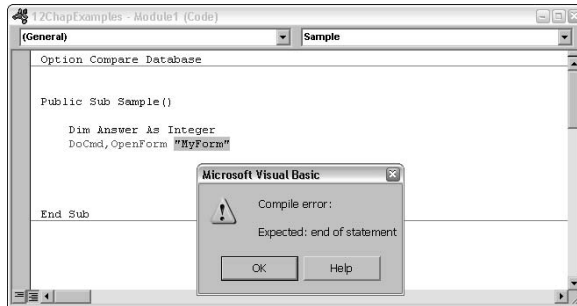 12ChapExamples - Module1 (Code)
(General) Sample
Option Compare Database
Public Sub Sample()
Dim Answer As Integer
DoCmd,OpenForm "MyForm"
Microsoft Visual Basic
Compile error:
Expected: end of statement
OK Help
End Sub